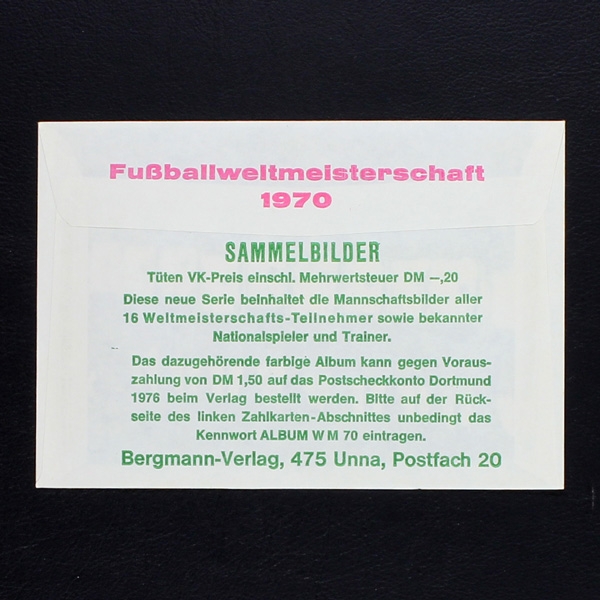 Fußballweltmeisterschaft
1970
SAMMELBILDER
Tüten VK-Preis einschl. Mehrwertsteuer DM —,20
Diese neue Serie beinhaltet die Mannschaftsbilder aller
16 Weltmeisterschafts-Teilnehmer sowie bekannter
Nationalspieler und Trainer.
Das dazugehörende farbige Album kann gegen Voraus-
zahlung von DM 1,50 auf das Postscheckkonto Dortmund
1976 beim Verlag bestellt werden. Bitte auf der Rück-
seite des linken Zahlkarten-Abschnittes unbedingt das
Kennwort ALBUM W M 70 eintragen.
Bergmann-Verlag, 475 Unna, Postfach 20